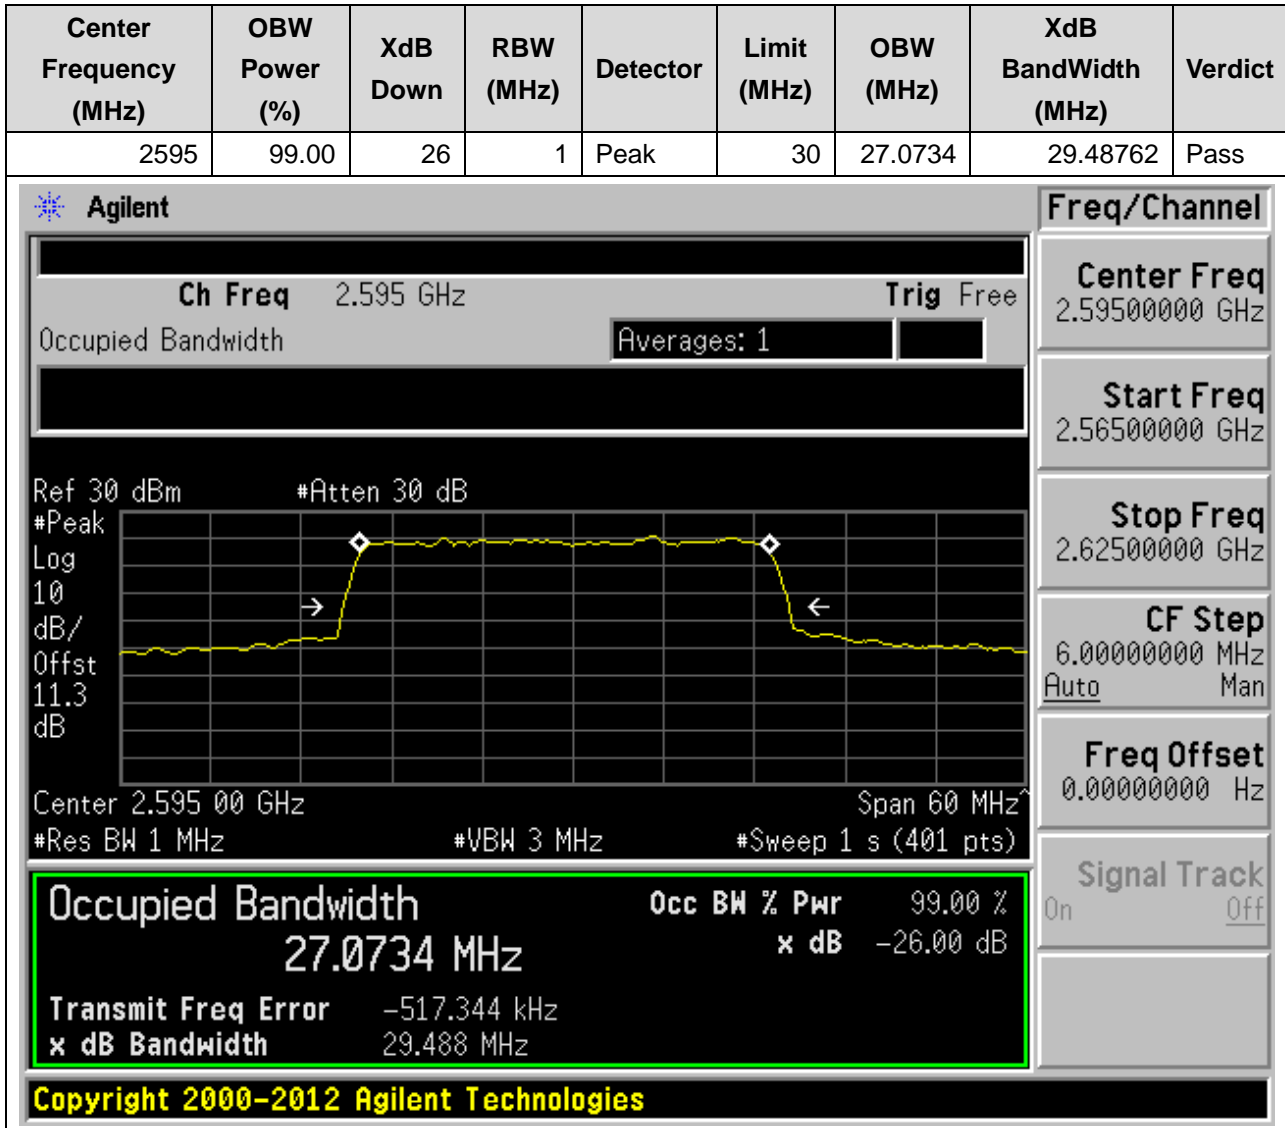 Center Frequency (MHz) OBW Power (%) XdB Down RBW (MHz) Detector Limit (MHz) OBW (MHz) XdB BandWidth (MHz) Verdict
2595 99.00 26 1 Peak 30 27.0734 29.48762 Pass
Agilent
Freq/Channel
Ch Freq 2.595 GHz Trig Free
Occupied Bandwidth Averages: 1
Center Freq
2.59500000 GHz
Start Freq
2.56500000 GHz
Stop Freq
2.62500000 GHz
CF Step
6.00000000 MHz
Auto Man
Freq Offset
0.00000000 Hz
Signal Track
On Off
Ref 30 dBm #Atten 30 dB
#Peak
Log
10
dB/
Offst
11.3
dB
Center 2.595 00 GHz Span 60 MHz^
#Res BW 1 MHz #VBW 3 MHz #Sweep 1 s (401 pts)
Occupied Bandwidth
27.0734 MHz
Occ BW % Pwr 99.00 %
x dB -26.00 dB
Transmit Freq Error -517.344 kHz
x dB Bandwidth 29.488 MHz
Copyright 2000-2012 Agilent Technologies